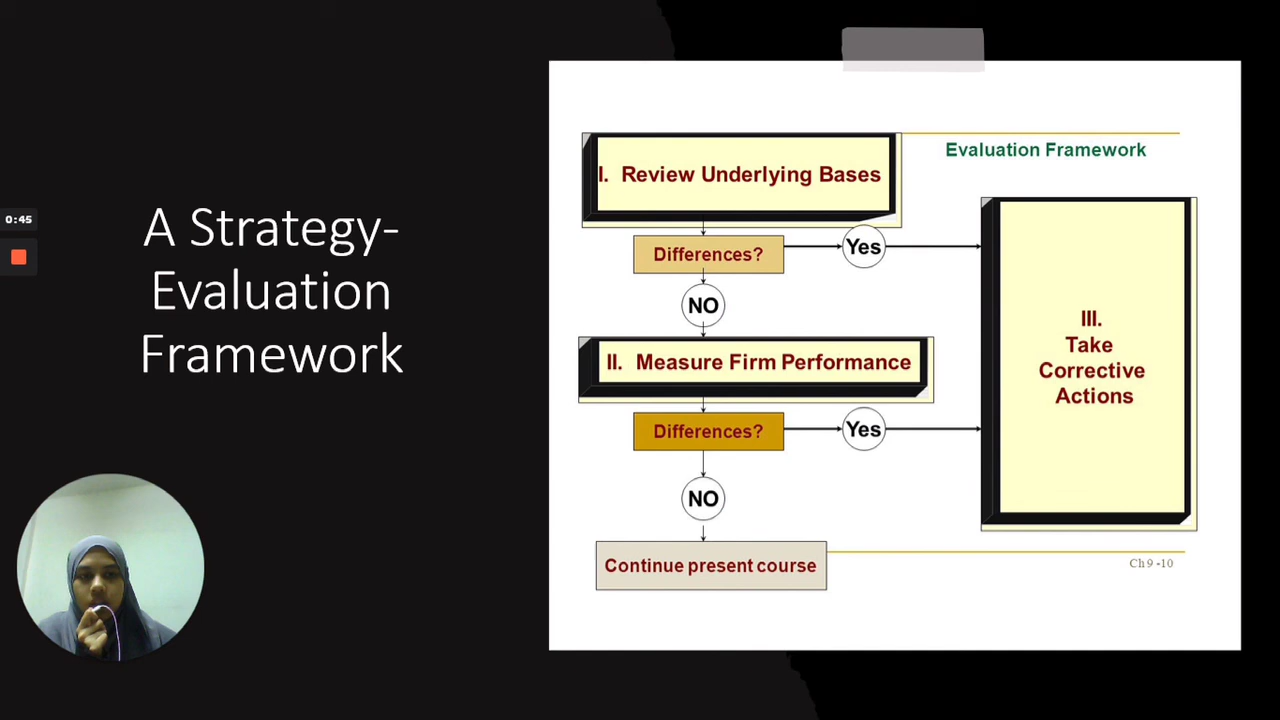 0:45
A Strategy-
Evaluation
Framework
Evaluation Framework
I. Review Underlying Bases
Differences?
Yes
NO
II. Measure Firm Performance
Differences?
Yes
NO
Continue present course
III.
Take
Corrective
Actions
Ch 9 -10